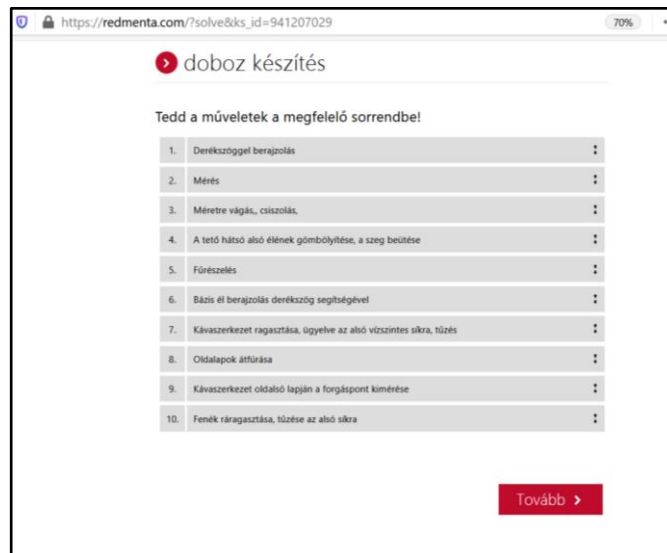 https://redmenta.com/?solve&ks_id=941207029
70%
doboz készítés
Tedd a műveletek a megfelelő sorrendbe!
1. Derékszöggel berajzolás
2. Mérés
3. Méretre vágás,, csiszolás,
4. A tető hátsó alsó élének gömbölyítése, a szeg beütése
5. Fűrészelés
6. Bázis él berajzolás derékszög segítségével
7. Kávaszerkezet ragasztása, ügyelve az alsó vízszintes síkra, tűzés
8. Oldalapok átfúrása
9. Kávaszerkezet oldalsó lapján a forgáspont kimérése
10. Fenék ráragasztása, tűzése az alsó síkra
Tovább